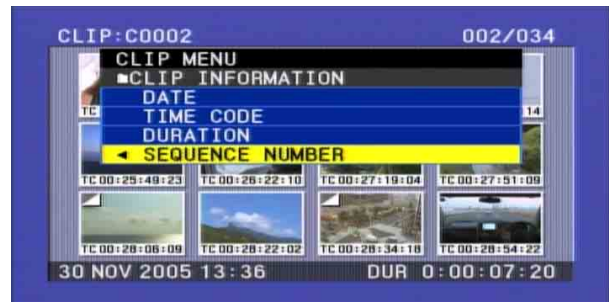 CLIP:C0002 002/034
CLIP MENU
CLIP INFORMATION
DATE
TC 14
TIME CODE
DURATION
◄ SEQUENCE NUMBER
TC 00:25:49:23 TC 00:26:22:10 TC 00:27:19:04 TC 00:27:51:09
TC 00:28:06:09 TC 00:28:22:02 TC 00:28:34:18 TC 00:28:54:22
30 NOV 2005 13:36 DUR 0:00:07:20